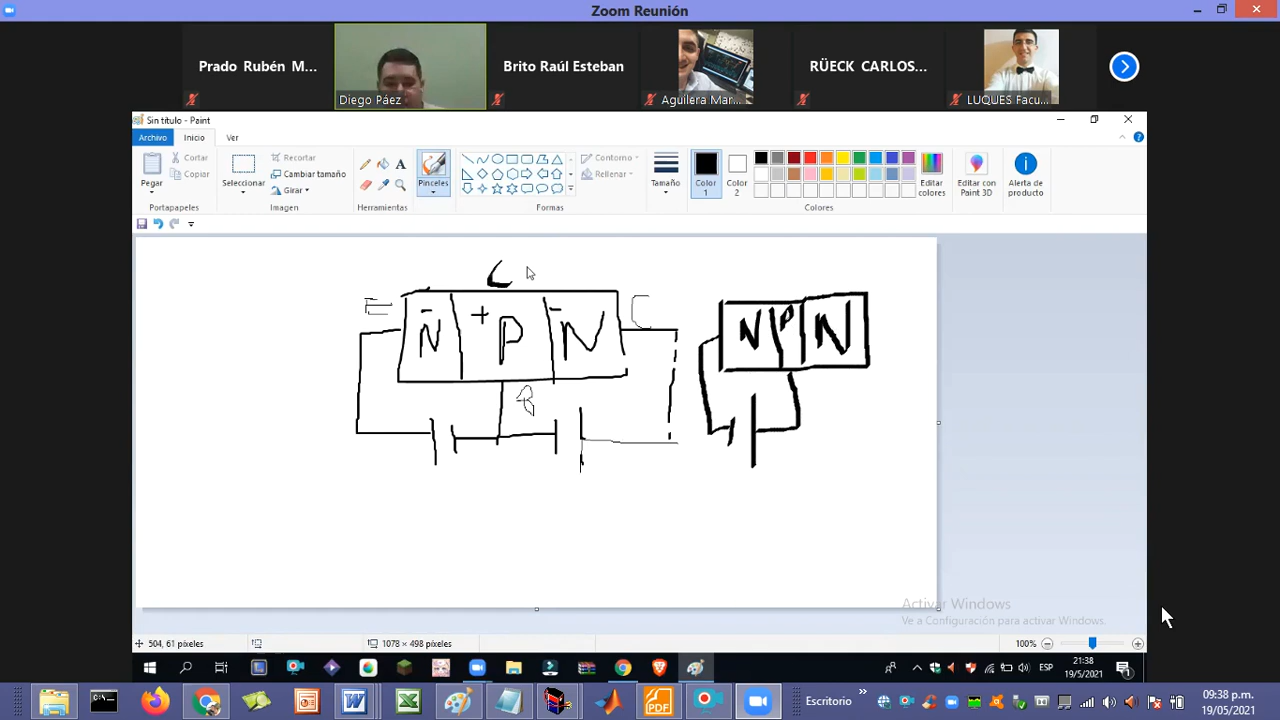 Zoom Reunión
Prado Rubén M...
Diego Páez
Brito Raúl Esteban
Aguilera Mar...
RÜECK CARLOS...
LUQUES Facu...
Sin título - Paint
Archivo Inicio Ver
Pegar
Cortar
Copiar
Portapapeles
Seleccionar
Recortar
Cambiar tamaño
Girar
Imagen
Herramientas
Pinceles
Contorno
Rellenar
Formas
Tamaño
Color 1
Color 2
Editar colores
Colores
Editar con Paint 3D
Alerta de producto
E
N + P N
C
B
N P N
Activar Windows
Ve a Configuración para activar Windows.
504, 61 píxeles
1078 × 498 píxeles
100%
ESP
21:38
19/5/2021
1
Escritorio
09:38 p.m.
19/05/2021